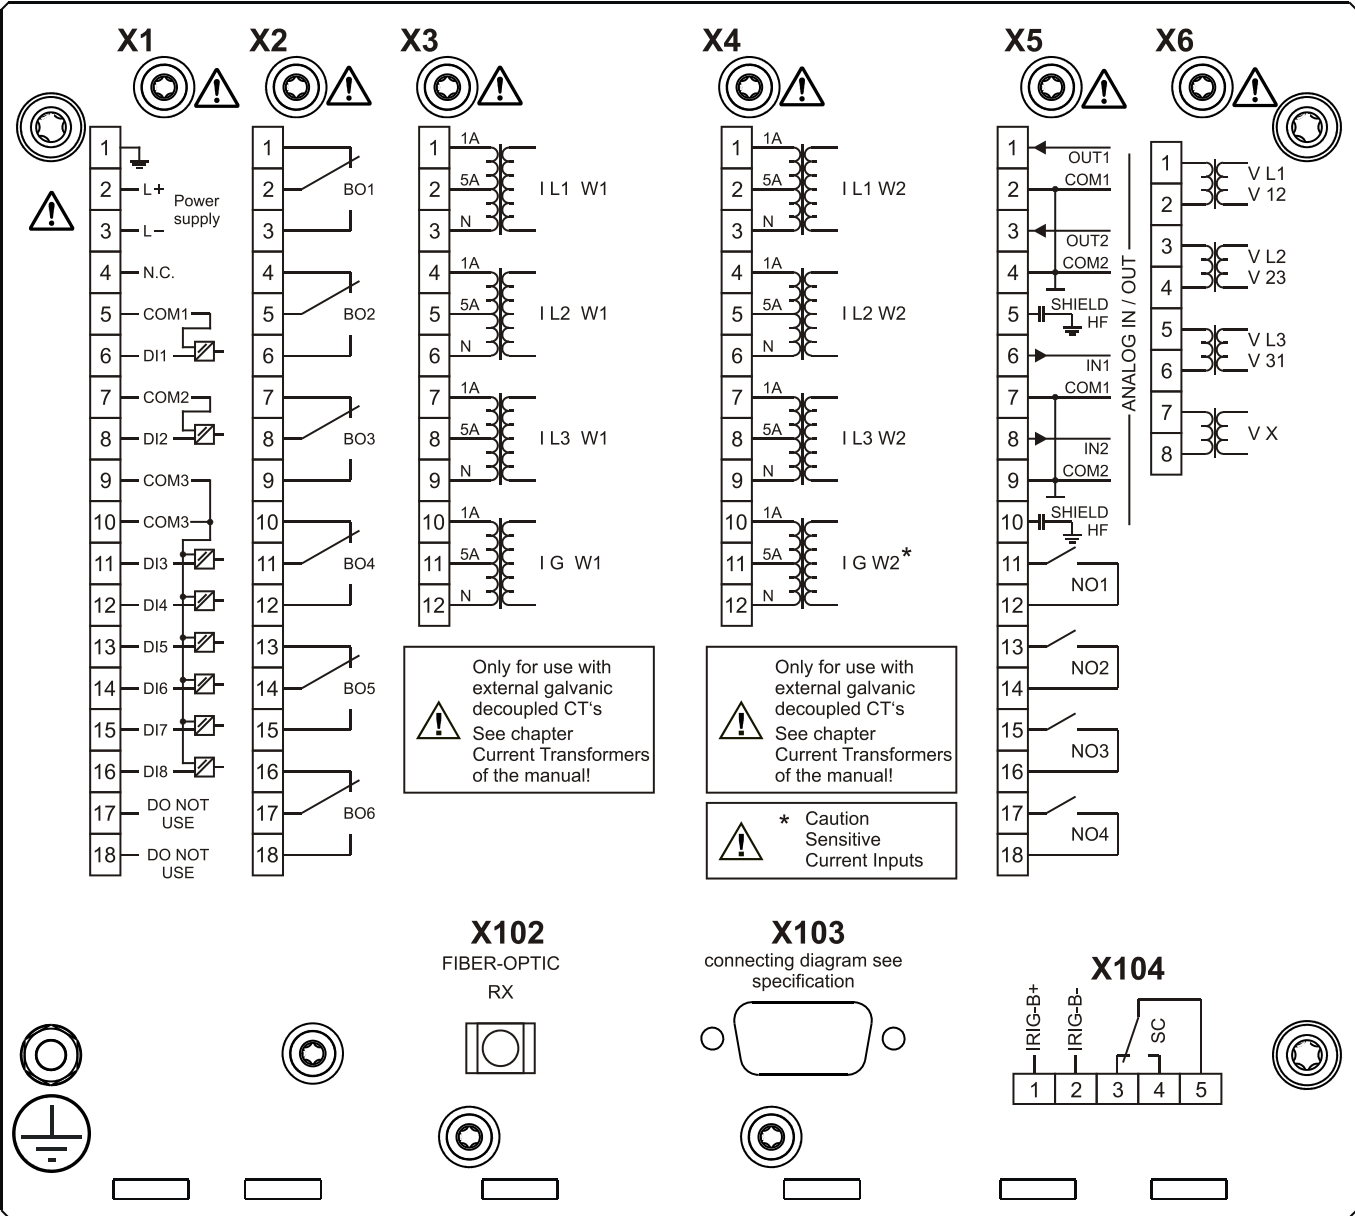 X1
X2
X3
X4
X5
X6
1
2 L+ Power
3 L− supply
4 N.C.
5 COM1
6 DI1
7 COM2
8 DI2
9 COM3
10 COM3
11 DI3
12 DI4
13 DI5
14 DI6
15 DI7
16 DI8
17 DO NOT
USE
18 DO NOT
USE
1
2 BO1
3
4
5 BO2
6
7
8 BO3
9
10
11 BO4
12
13
14 BO5
15
16
17 BO6
18
1 1A
2 5A I L1 W1
3 N
4 1A
5 5A I L2 W1
6 N
7 1A
8 5A I L3 W1
9 N
10 1A
11 5A I G W1
12 N
Only for use with
external galvanic
decoupled CT‘s
See chapter
Current Transformers
of the manual!
1 1A
2 5A I L1 W2
3 N
4 1A
5 5A I L2 W2
6 N
7 1A
8 5A I L3 W2
9 N
10 1A
11 5A I G W2*
12 N
Only for use with
external galvanic
decoupled CT‘s
See chapter
Current Transformers
of the manual!
* Caution
Sensitive
Current Inputs
1 OUT1
2 COM1
3 OUT2
4 COM2
5 SHIELD
HF
6 IN1
7 COM1
8 IN2
9 COM2
10 SHIELD
HF
ANALOG IN / OUT
11
NO1
12
13
NO2
14
15
NO3
16
17
NO4
18
1 V L1
2 V 12
3 V L2
4 V 23
5 V L3
6 V 31
7
V X
8
X102
FIBER-OPTIC
RX
X103
connecting diagram see
specification
X104
IRIG-B+
IRIG-B-
SC
1 2 3 4 5